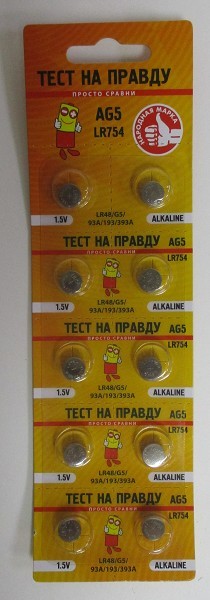 ТЕСТ НА ПРАВДУ
ПРОСТО СРАВНИ
AG5
LR754
НАРОДНАЯ МАРКА
LR48/G5/
1.5V 93A/193/393A ALKALINE
ТЕСТ НА ПРАВДУ AG5
ПРОСТО СРАВНИ LR754
LR48/G5/
1.5V 93A/193/393A ALKALINE
ТЕСТ НА ПРАВДУ AG5
ПРОСТО СРАВНИ LR754
LR48/G5/
1.5V 93A/193/393A ALKALINE
ТЕСТ НА ПРАВДУ AG5
ПРОСТО СРАВНИ LR754
LR48/G5/
1.5V 93A/193/393A ALKALINE
ТЕСТ НА ПРАВДУ AG5
ПРОСТО СРАВНИ LR754
LR48/G5/
1.5V 93A/193/393A ALKALINE